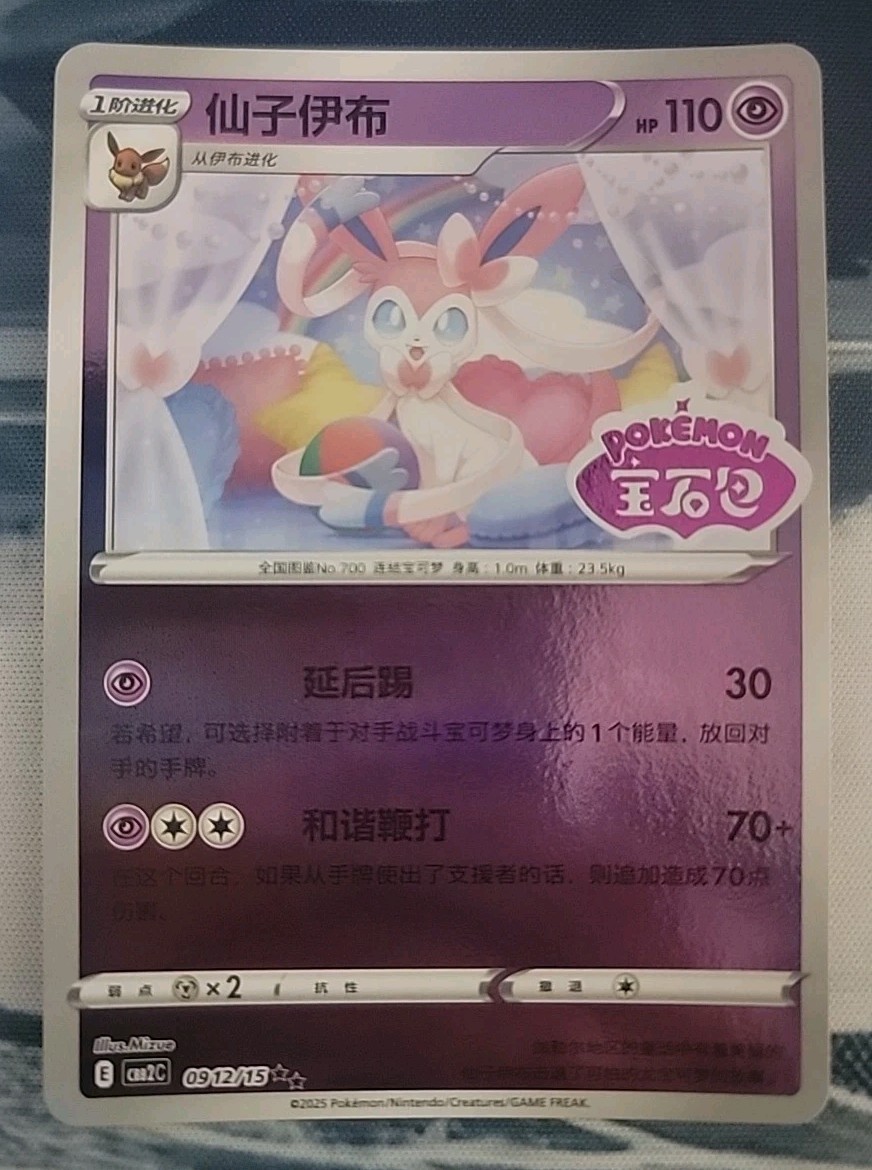 1阶进化
仙子伊布
HP 110
从伊布进化
POKÉMON
宝石包
全国图鉴No.700 连结宝可梦 身高：1.0m 体重：23.5kg
延后踢 30
若希望，可选择附着于对手战斗宝可梦身上的1个能量，放回对
手的手牌。
和谐鞭打 70+
在这个回合，如果从手牌使出了支援者的话，则追加造成70点
伤害。
弱点 ×2 抗性 撤退
Illus.Mizue
E CBB2C 0912/15
©2025 Pokémon/Nintendo/Creatures/GAME FREAK.